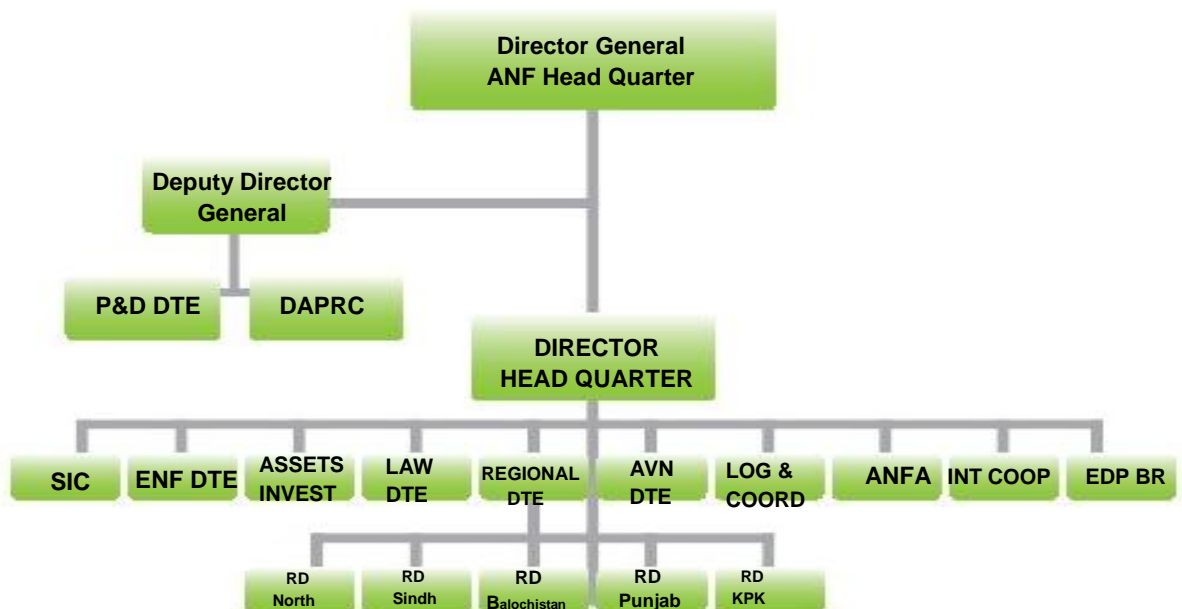 Director General
ANF Head Quarter
Deputy Director
General
P&D DTE
DAPRC
DIRECTOR
HEAD QUARTER
SIC
ENF DTE
ASSETS
INVEST
LAW
DTE
REGIONAL
DTE
AVN
DTE
LOG &
COORD
ANFA
INT COOP
EDP BR
RD
North
RD
Sindh
RD
Balochistan
RD
Punjab
RD
KPK